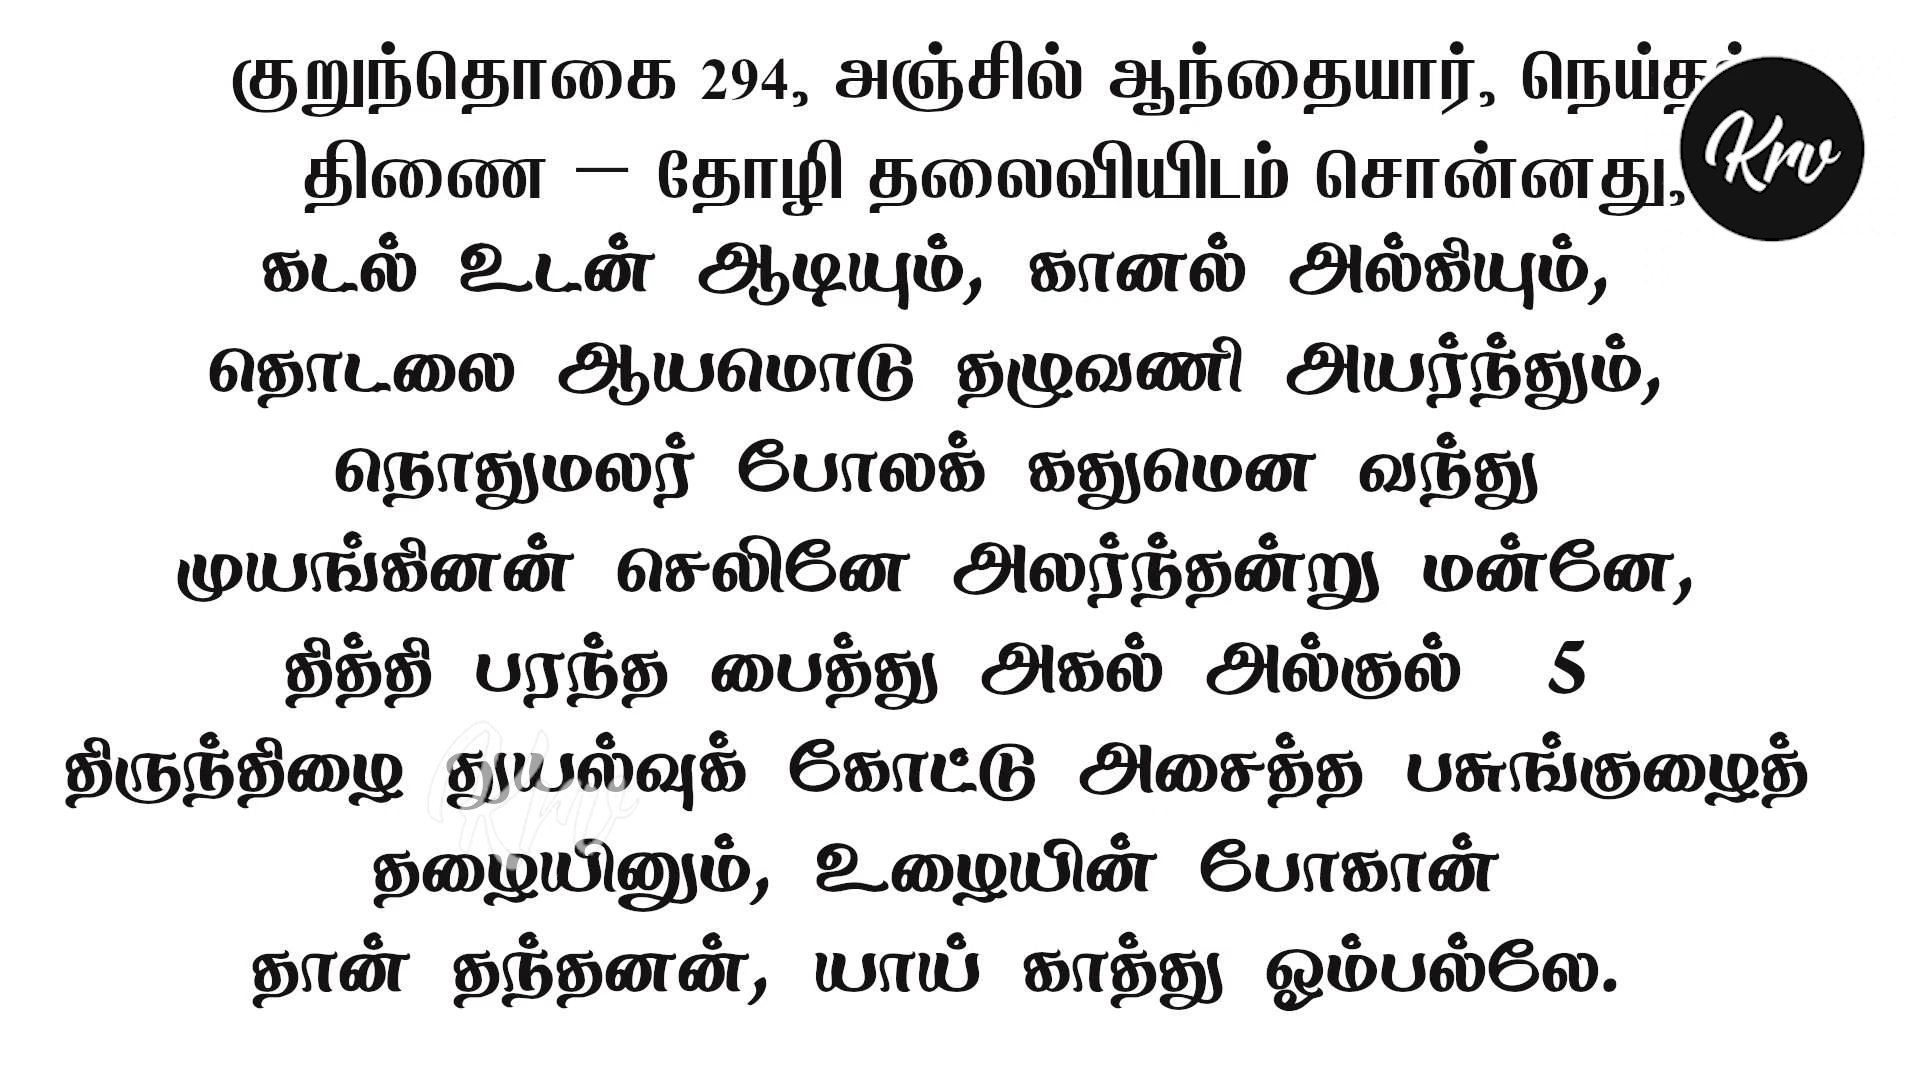 குறுந்தொகை 294, அஞ்சில் ஆந்தையார், நெய்தல்
திணை – தோழி தலைவியிடம் சொன்னது,
கடல் உடன் ஆடியும், கானல் அல்கியும்,
தொடலை ஆயமொடு தழுவணி அயர்ந்தும்,
நொதுமலர் போலக் கதுமென வந்து
முயங்கினன் செலினே அலர்ந்தன்று மன்னே,
தித்தி பரந்த பைத்து அகல் அல்குல் 5
திருந்திழை துயல்வுக் கோட்டு அசைத்த பசுங்குழைத்
தழையினும், உழையின் போகான்
தான் தந்தனன், யாய் காத்து ஓம்பல்லே.
Krv
Krv